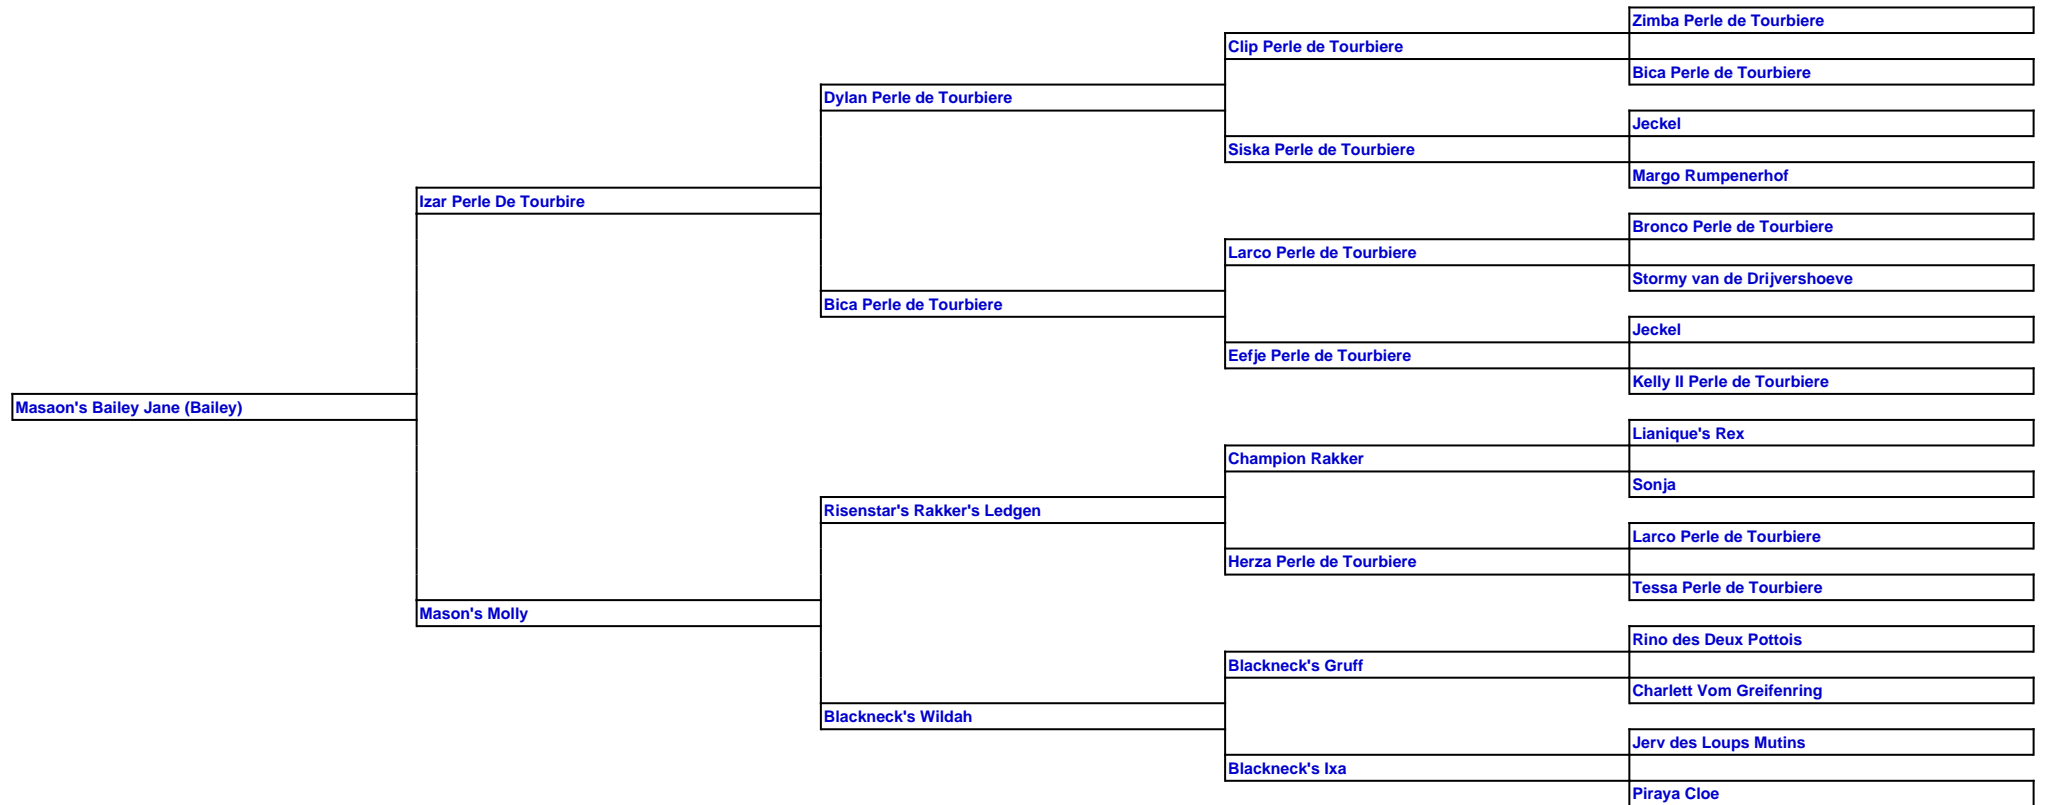 Zimba Perle de Tourbiere
Clip Perle de Tourbiere
Bica Perle de Tourbiere
Dylan Perle de Tourbiere
Jeckel
Siska Perle de Tourbiere
Margo Rumpenerhof
Izar Perle De Tourbire
Bronco Perle de Tourbiere
Larco Perle de Tourbiere
Stormy van de Drijvershoeve
Bica Perle de Tourbiere
Jeckel
Eefje Perle de Tourbiere
Kelly II Perle de Tourbiere
Masaon's Bailey Jane (Bailey)
Lianique's Rex
Champion Rakker
Sonja
Risenstar's Rakker's Ledgen
Larco Perle de Tourbiere
Herza Perle de Tourbiere
Tessa Perle de Tourbiere
Mason's Molly
Rino des Deux Pottois
Blackneck's Gruff
Charlett Vom Greifenring
Blackneck's Wildah
Jerv des Loups Mutins
Blackneck's Ixa
Piraya Cloe